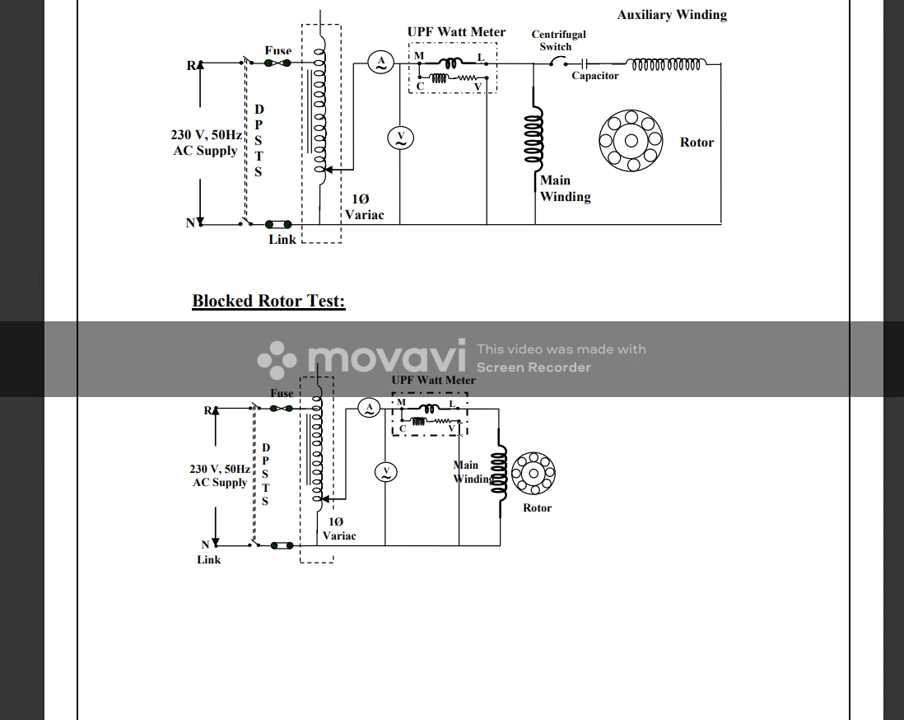 Auxiliary Winding
UPF Watt Meter
Centrifugal
Switch
Fuse
M
L
A
R
Capacitor
C
V
D
P
S
T
S
230 V, 50Hz
AC Supply
V
Rotor
Main
Winding
1Ø
Variac
N
Link
Blocked Rotor Test:
movavi
This video was made with
Screen Recorder
UPF Watt Meter
Fuse
M
L
A
R
C
V
D
P
S
T
S
230 V, 50Hz
AC Supply
V
Main
Winding
Rotor
1Ø
Variac
N
Link